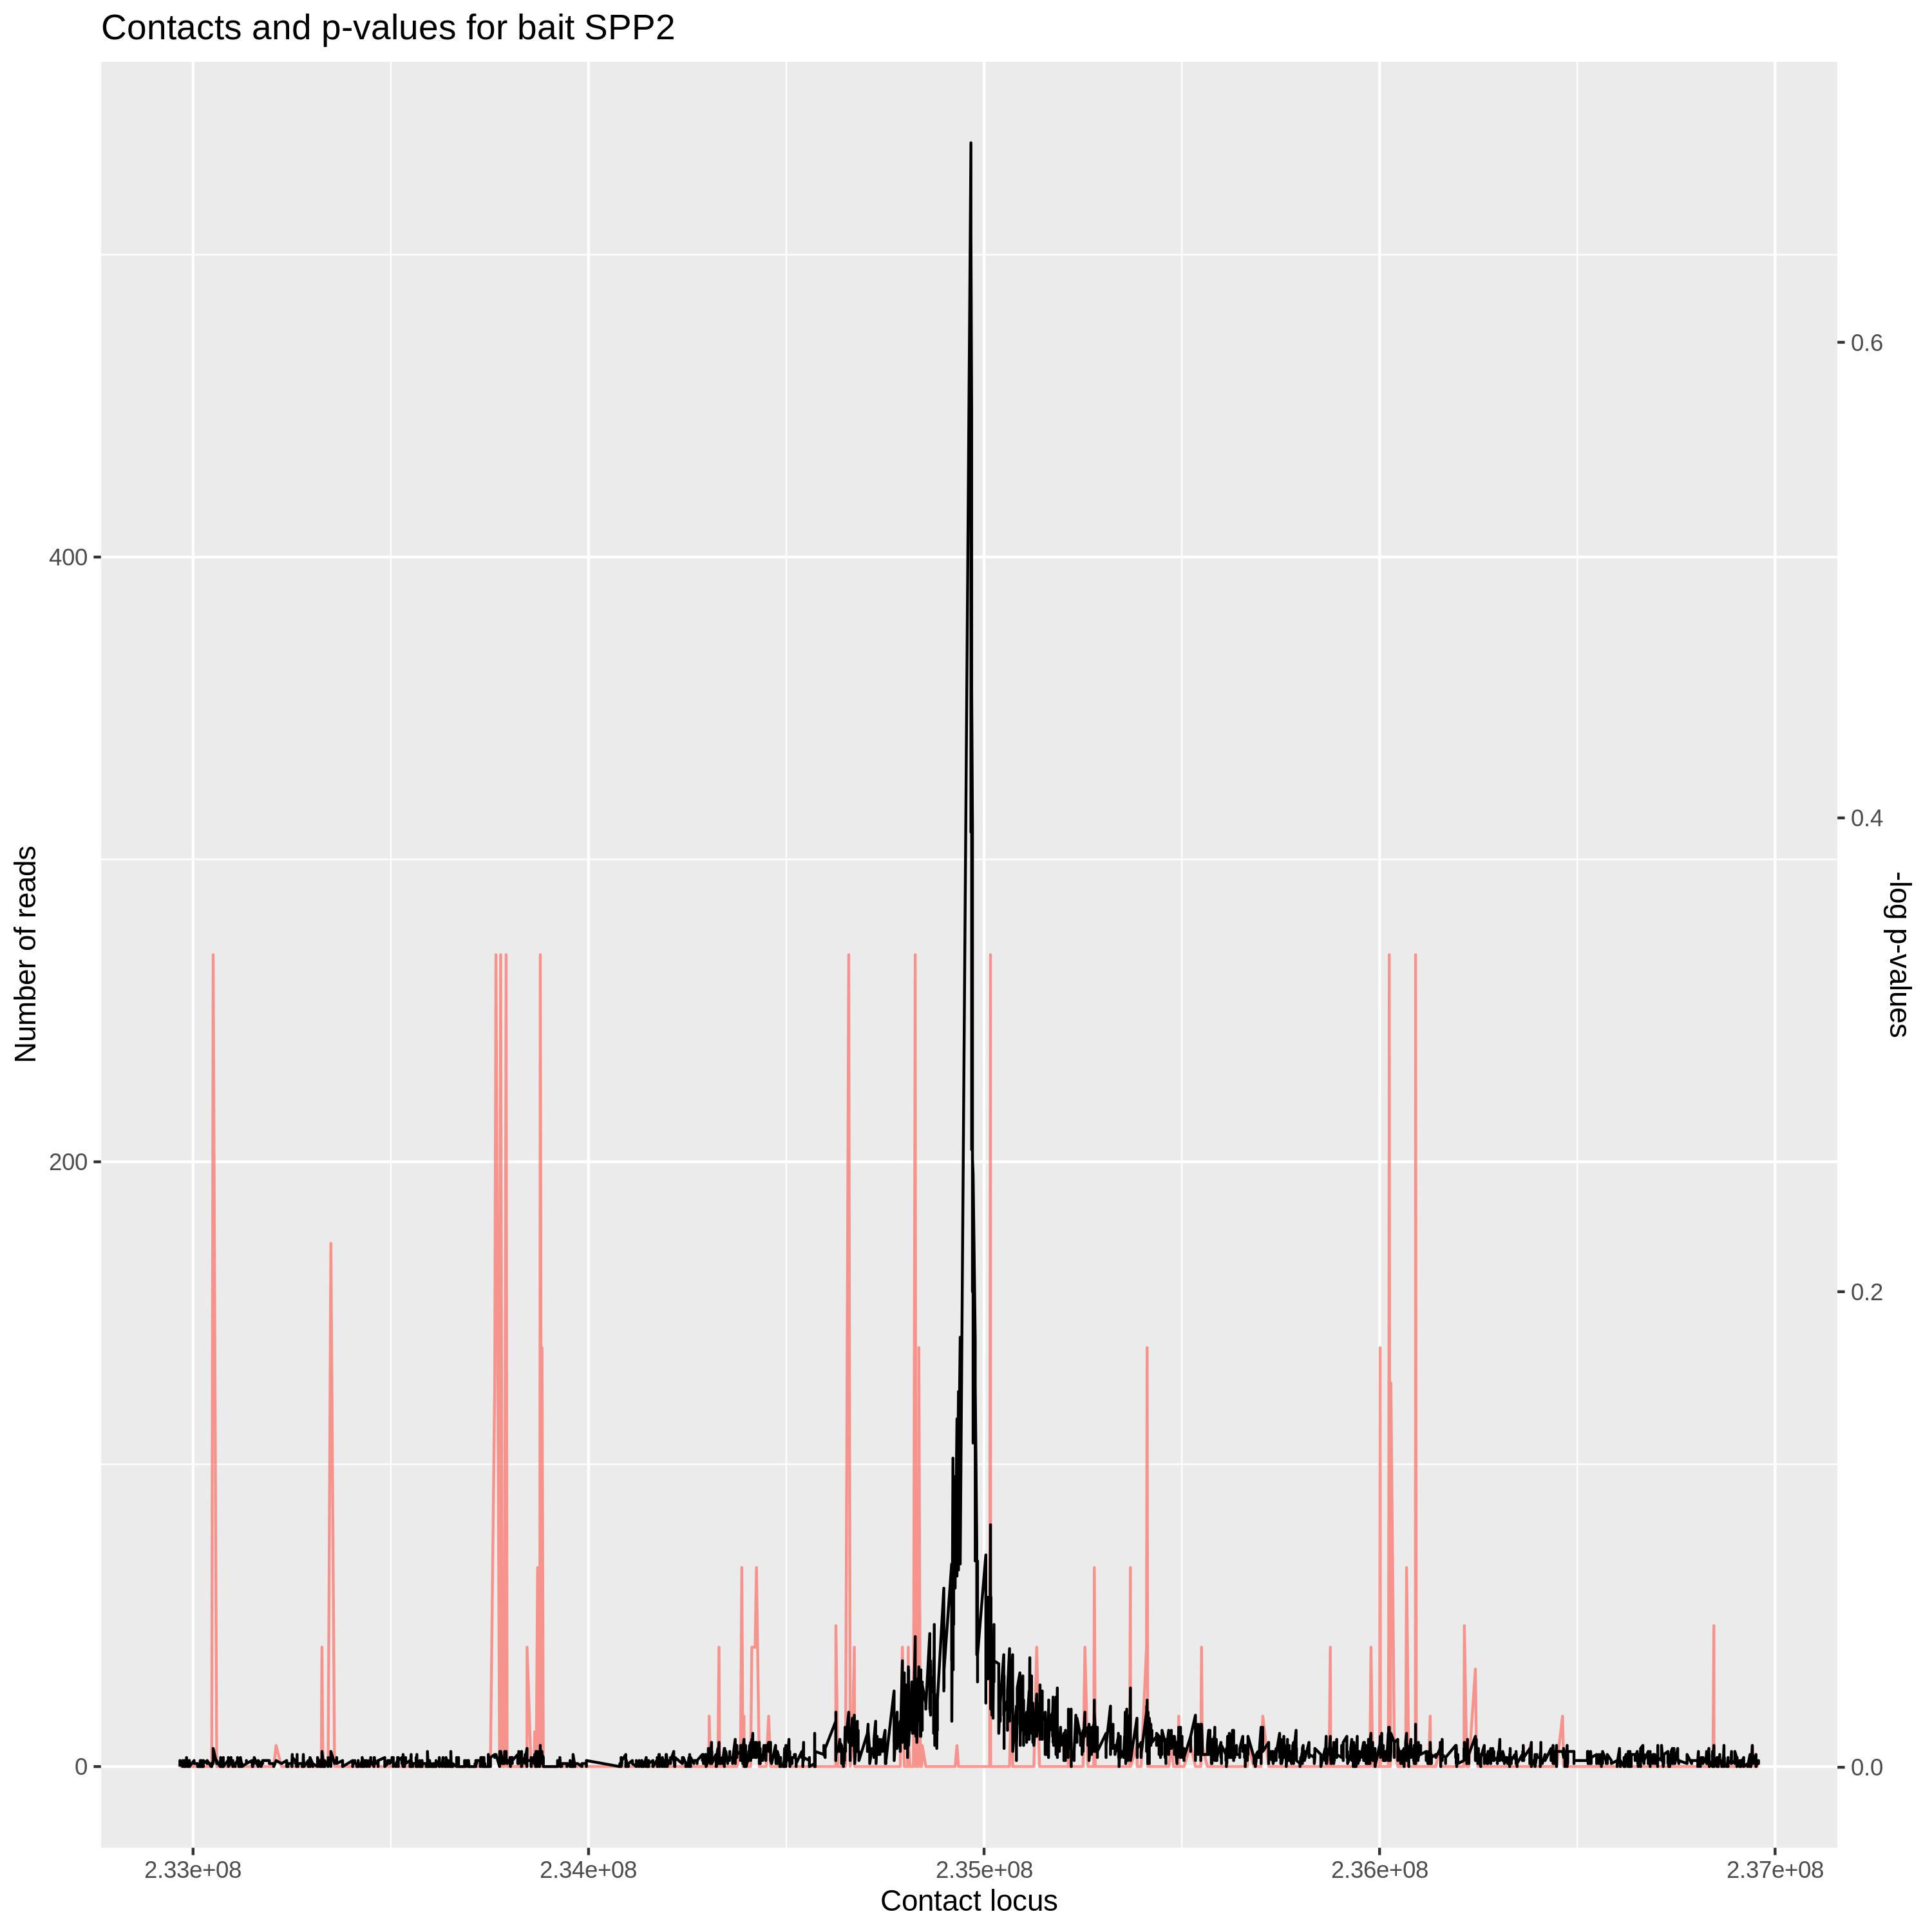 Contacts and p-values for bait SPP2
Number of reads
400
200
0
0.6
0.4
0.2
0.0
-log p-values
2.33e+08 2.34e+08 2.35e+08 2.36e+08 2.37e+08
Contact locus